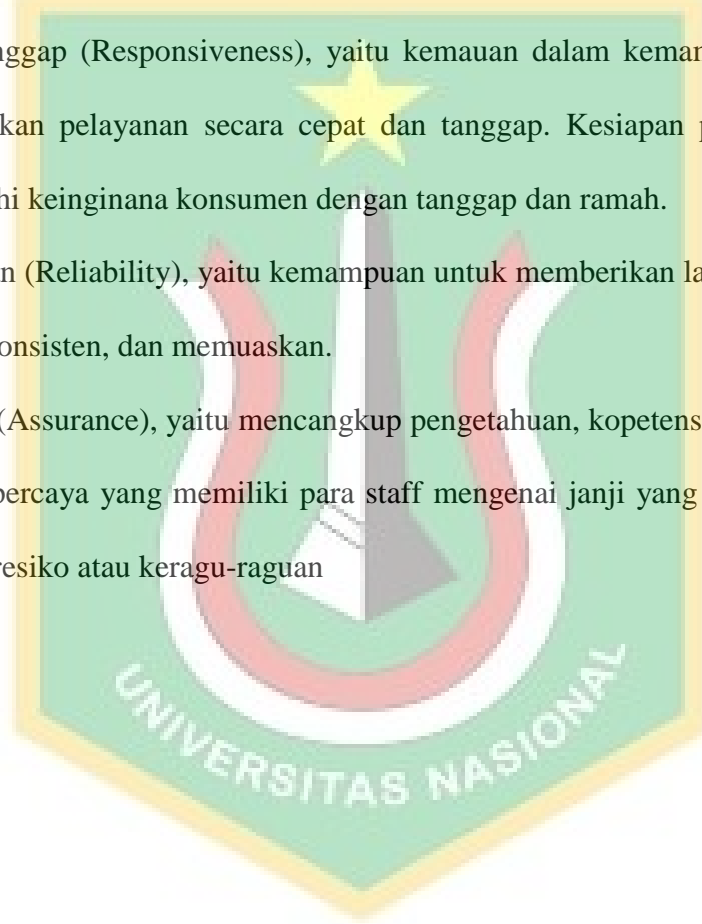 nggap (Responsiveness), yaitu kemauan dalam keman
kan pelayanan secara cepat dan tanggap. Kesiapan p
hi keinginana konsumen dengan tanggap dan ramah.
n (Reliability), yaitu kemampuan untuk memberikan la
onsisten, dan memuaskan.
(Assurance), yaitu mencangkup pengetahuan, kopetens
percaya yang memiliki para staff mengenai janji yang
resiko atau keragu-raguan
UNIVERSITAS NASIONAL